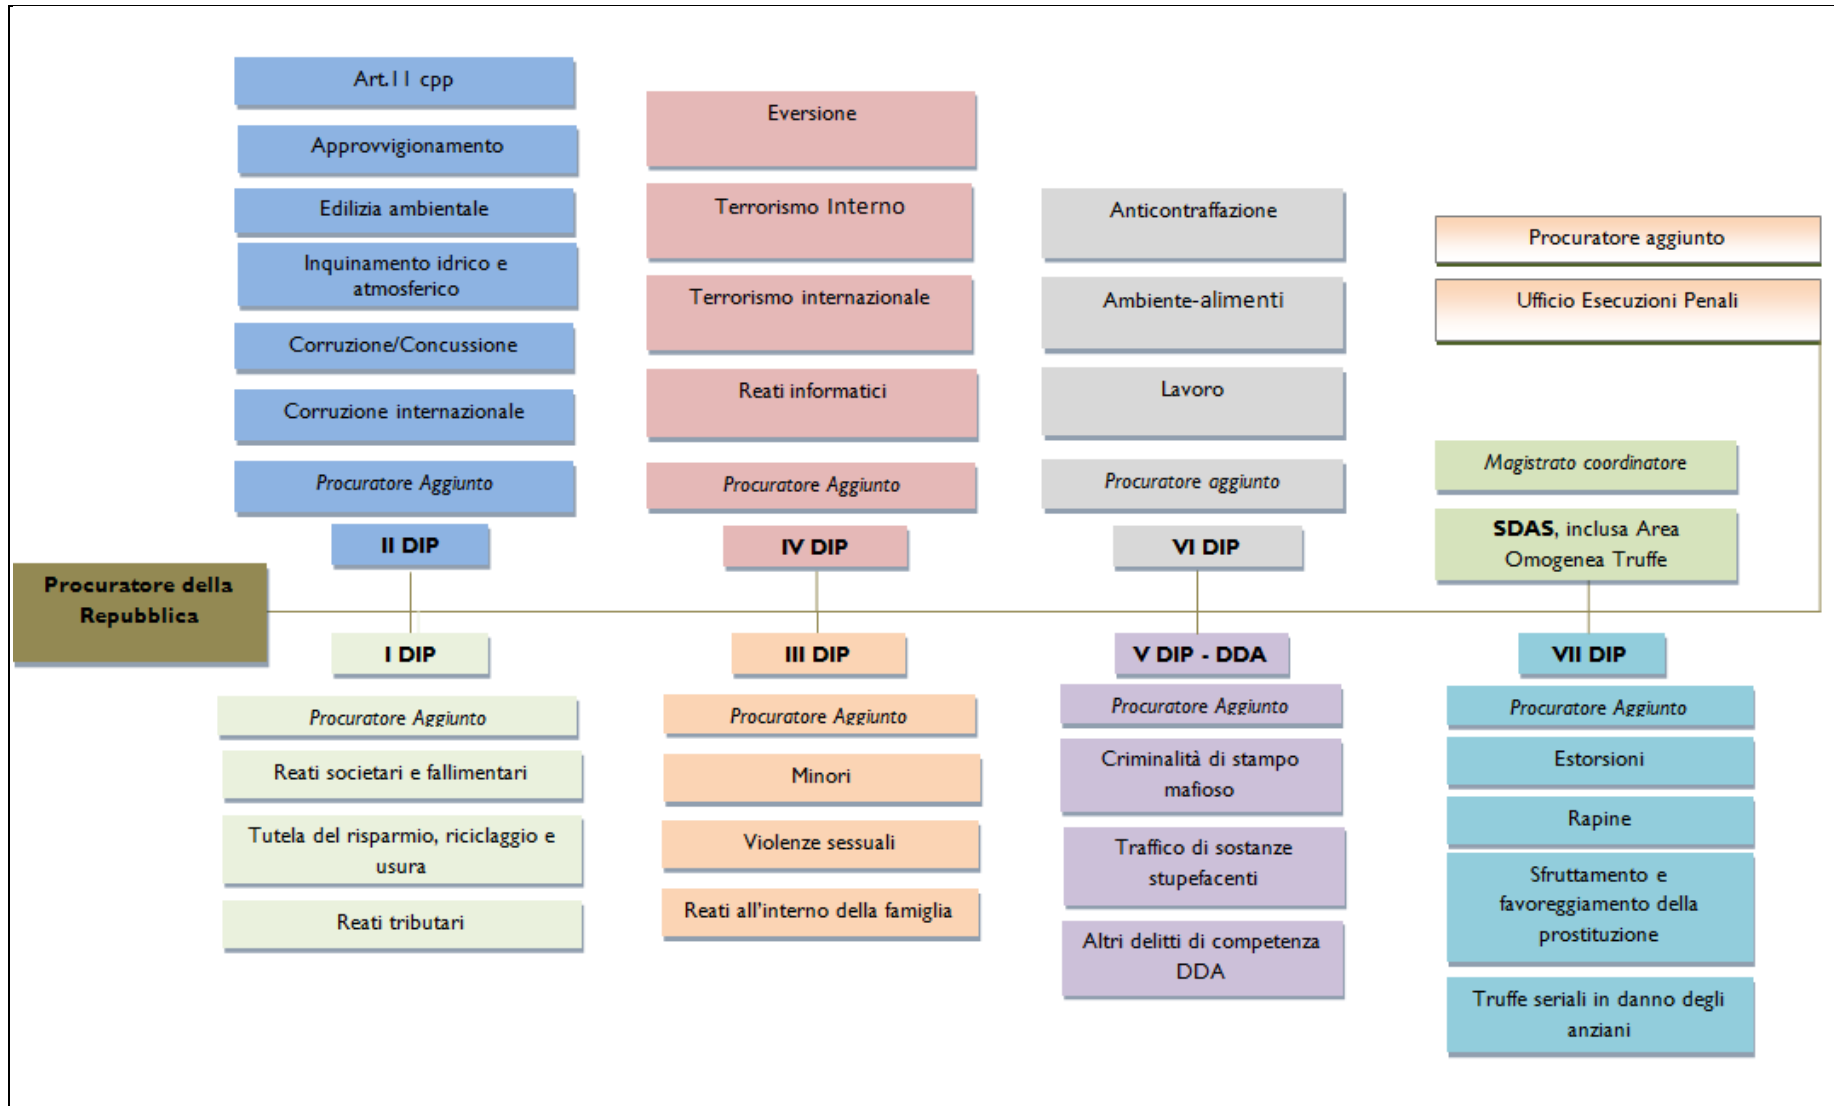 Art.11 cpp
Approvvigionamento
Edilizia ambientale
Inquinamento idrico e
atmosferico
Corruzione/Concussione
Corruzione internazionale
Procuratore Aggiunto
II DIP
Eversione
Terrorismo Interno
Terrorismo internazionale
Reati informatici
Procuratore Aggiunto
IV DIP
Anticontraffazione
Ambiente-alimenti
Lavoro
Procuratore aggiunto
VI DIP
Procuratore aggiunto
Ufficio Esecuzioni Penali
Magistrato coordinatore
SDAS, inclusa Area
Omogenea Truffe
Procuratore della
Repubblica
I DIP
Procuratore Aggiunto
Reati societari e fallimentari
Tutela del risparmio, riciclaggio e
usura
Reati tributari
III DIP
Procuratore Aggiunto
Minori
Violenze sessuali
Reati all'interno della famiglia
V DIP - DDA
Procuratore Aggiunto
Criminalità di stampo
mafioso
Traffico di sostanze
stupefacenti
Altri delitti di competenza
DDA
VII DIP
Procuratore Aggiunto
Estorsioni
Rapine
Sfruttamento e
favoreggiamento della
prostituzione
Truffe seriali in danno degli
anziani